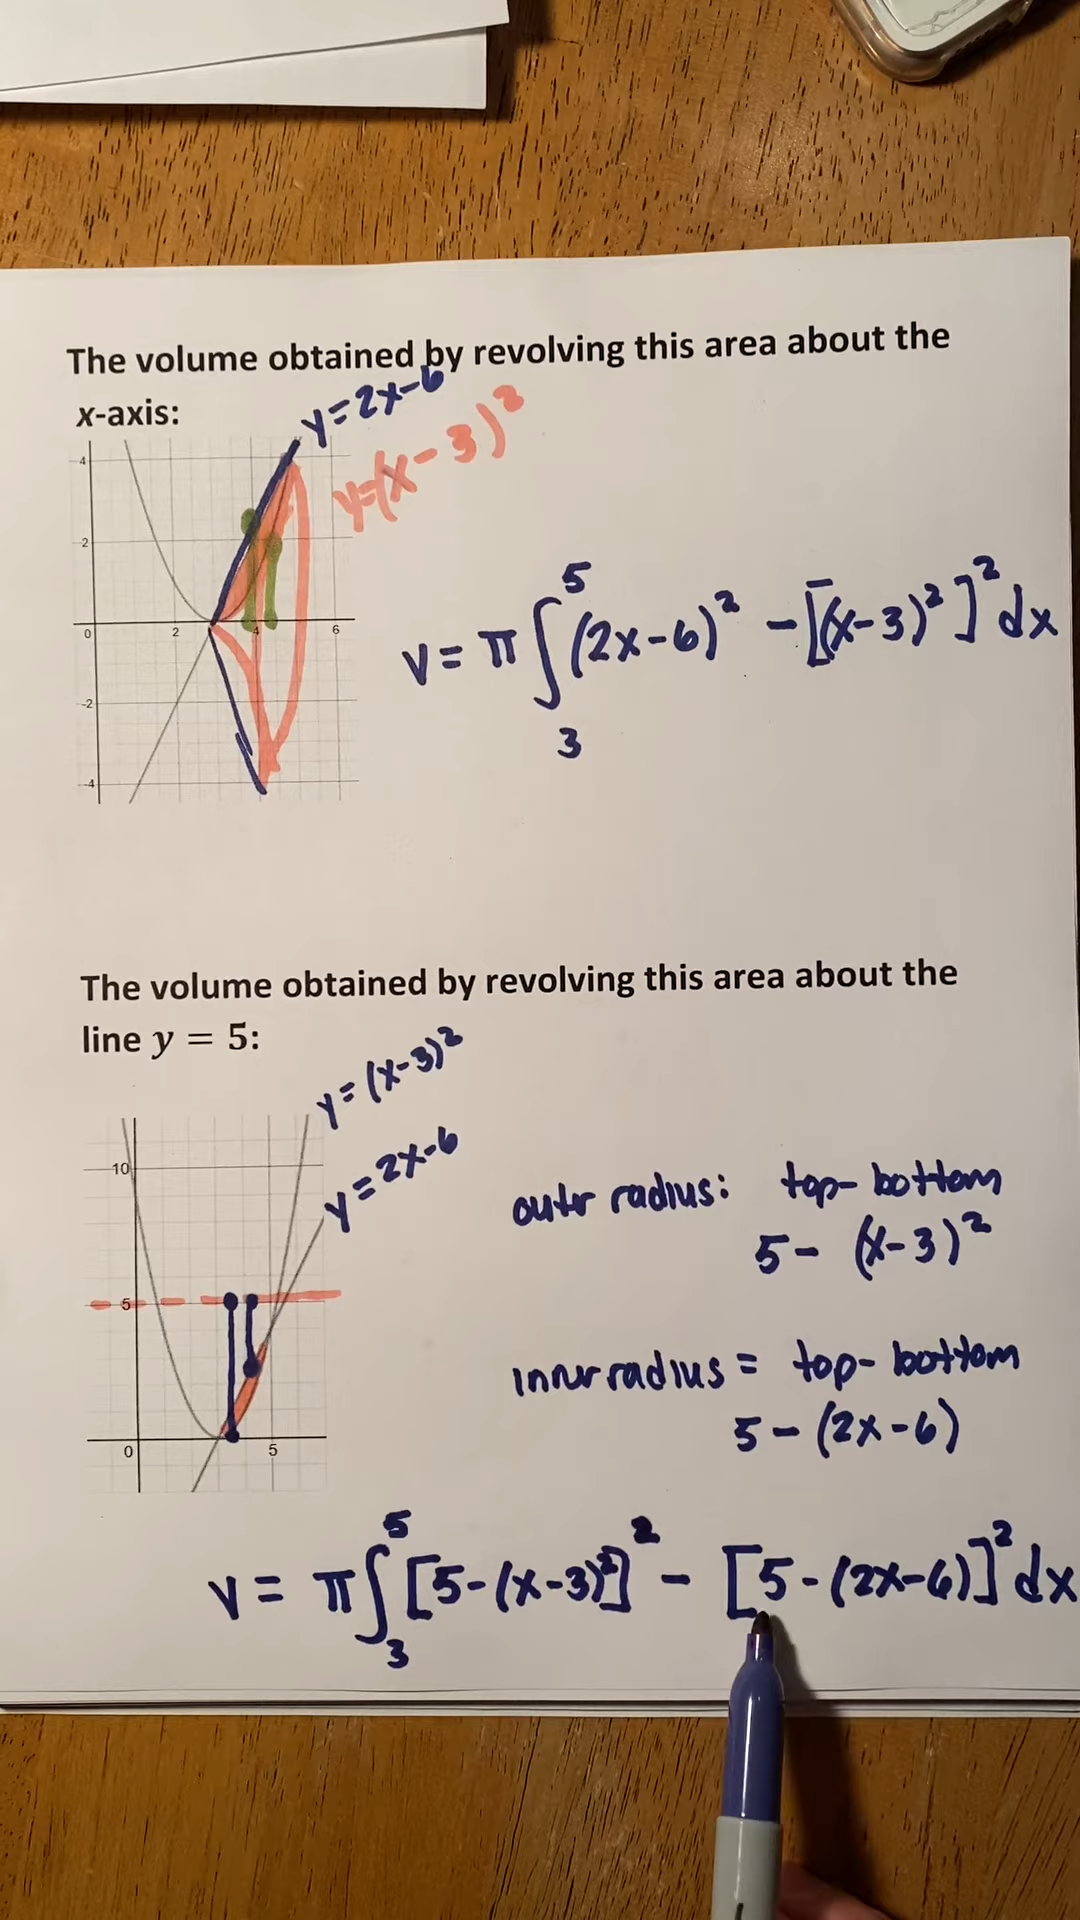 The volume obtained by revolving this area about the
x-axis:
y=2x-6
y=(x-3)²
4
2
0
2
4
6
-2
-4
V = π∫₃⁵ (2x-6)² - [(x-3)²]² dx
The volume obtained by revolving this area about the
line y = 5:
y=(x-3)²
y=2x-6
10
5
0
5
outer radius: top-bottom
5- (x-3)²
inner radius = top-bottom
5-(2x-6)
V = π∫₃⁵ [5-(x-3)²]² - [5-(2x-6)]² dx